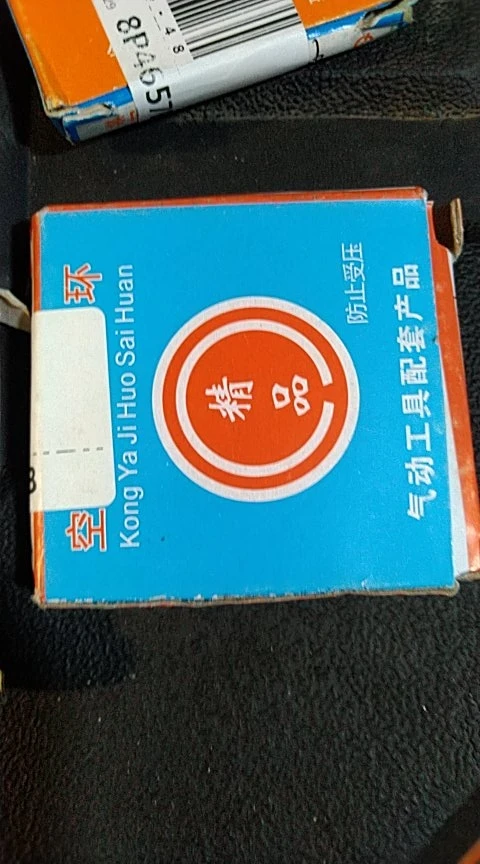 8P4657
空 环
Kong Ya Ji Huo Sai Huan
精品
防止受压
气动工具配套产品